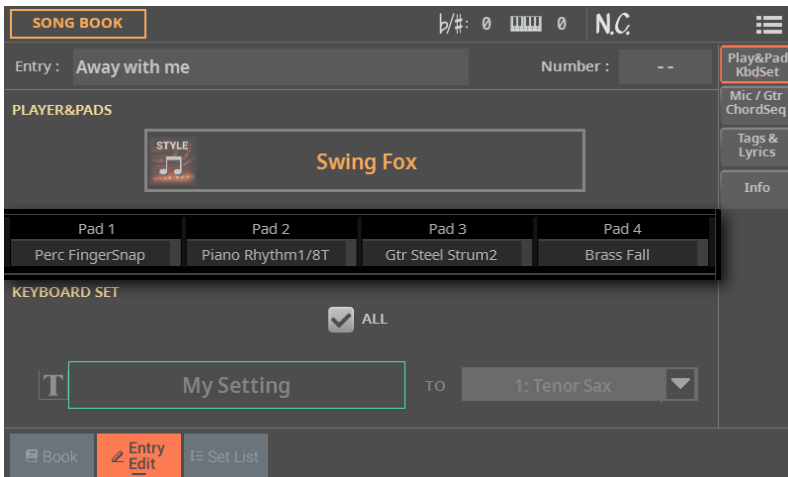 SONG BOOK
♭/#: 0
0
N.C.
Entry : Away with me
Number : --
Play&Pad
KbdSet
Mic / Gtr
ChordSeq
Tags &
Lyrics
Info
PLAYER&PADS
STYLE
Swing Fox
Pad 1
Pad 2
Pad 3
Pad 4
Perc FingerSnap
Piano Rhythm1/8T
Gtr Steel Strum2
Brass Fall
KEYBOARD SET
ALL
T
My Setting
TO
1: Tenor Sax
Book
Entry
Edit
Set List